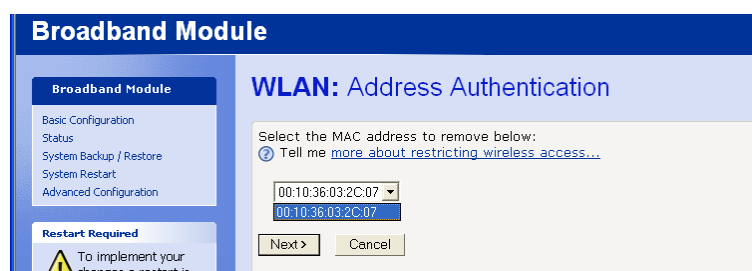 Broadband Module
Broadband Module
Basic Configuration
Status
System Backup / Restore
System Restart
Advanced Configuration
Restart Required
To implement your
changes a restart is
WLAN: Address Authentication
Select the MAC address to remove below:
Tell me more about restricting wireless access...
00:10:36:03:2C:07
00:10:36:03:2C:07
Next>
Cancel